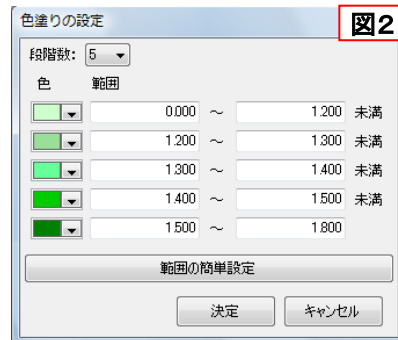 色塗りの設定
図2
段階数: 5
色 範囲
0.000 ～ 1.200 未満
1.200 ～ 1.300 未満
1.300 ～ 1.400 未満
1.400 ～ 1.500 未満
1.500 ～ 1.800
範囲の簡単設定
決定 キャンセル